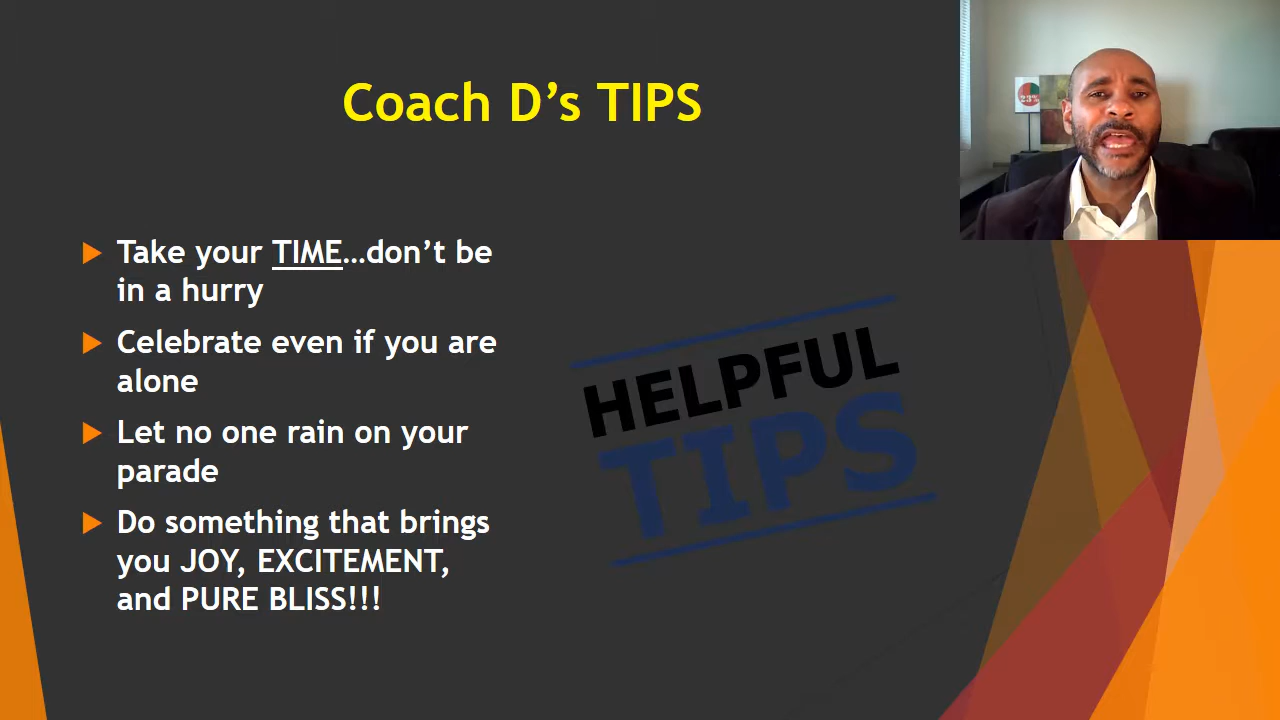 Coach D’s TIPS
Take your TIME…don’t be
in a hurry
Celebrate even if you are
alone
Let no one rain on your
parade
Do something that brings
you JOY, EXCITEMENT,
and PURE BLISS!!!
HELPFUL
TIPS